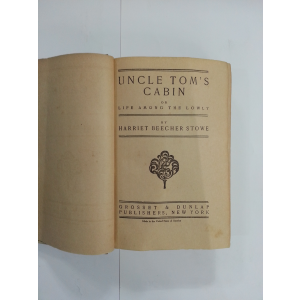 UNCLE TOM'S
CABIN
OR
LIFE AMONG THE LOWLY
BY
HARRIET BEECHER STOWE
GROSSET & DUNLAP
PUBLISHERS, NEW YORK